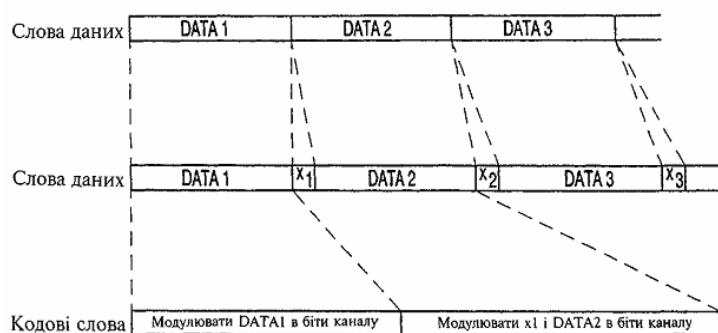 Слова даних DATA 1 DATA 2 DATA 3
Слова даних DATA 1 x1 DATA 2 x2 DATA 3 x3
Кодові слова Модулювати DATA1 в біти каналу Модулювати x1 і DATA2 в біти каналу